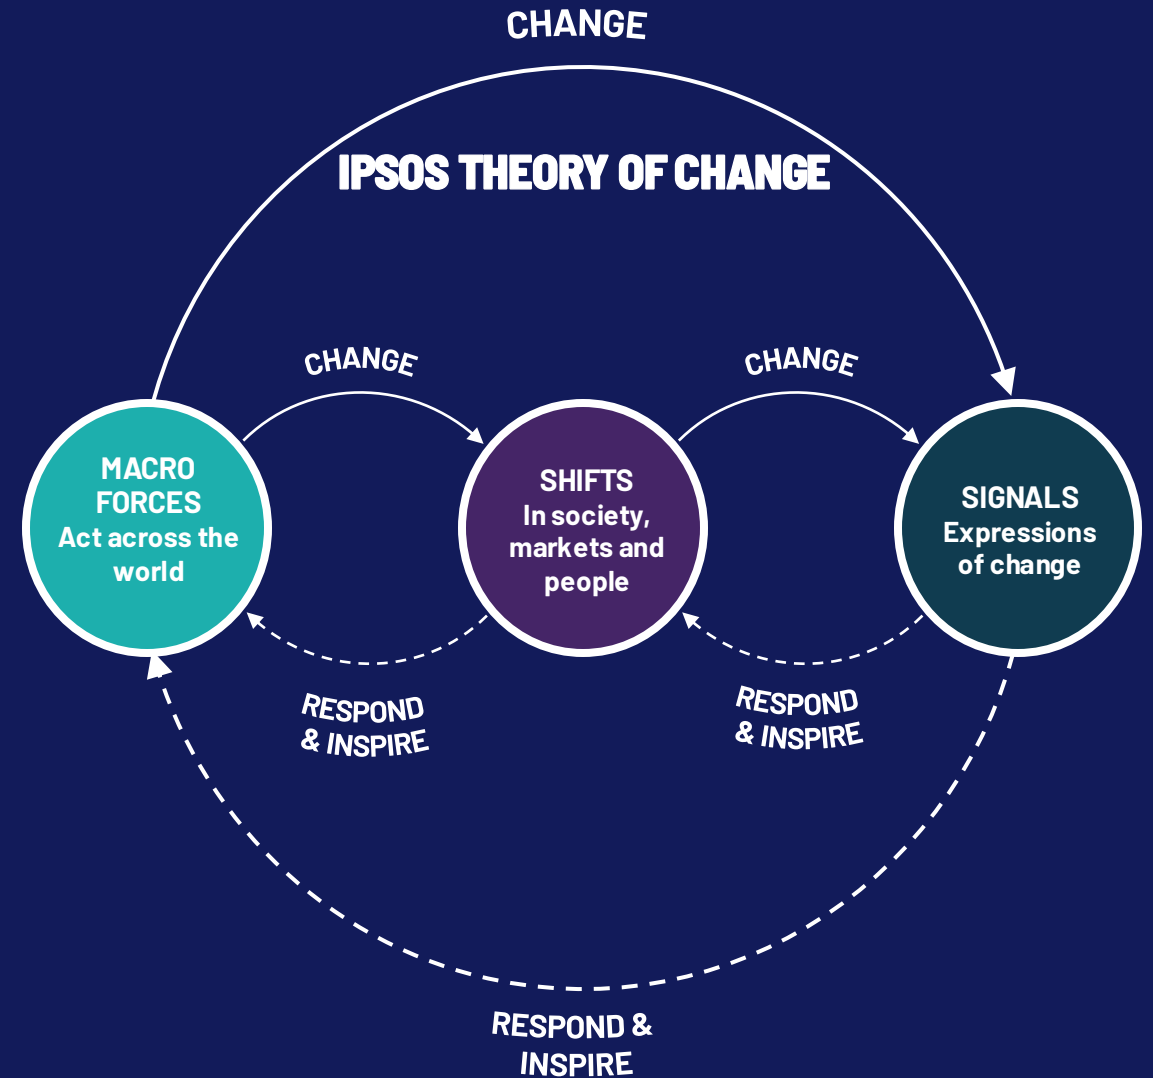 CHANGE
IPSOS THEORY OF CHANGE
CHANGE
CHANGE
MACRO
FORCES
Act across the
world
SHIFTS
In society,
markets and
people
SIGNALS
Expressions
of change
RESPOND
& INSPIRE
RESPOND
& INSPIRE
RESPOND &
INSPIRE